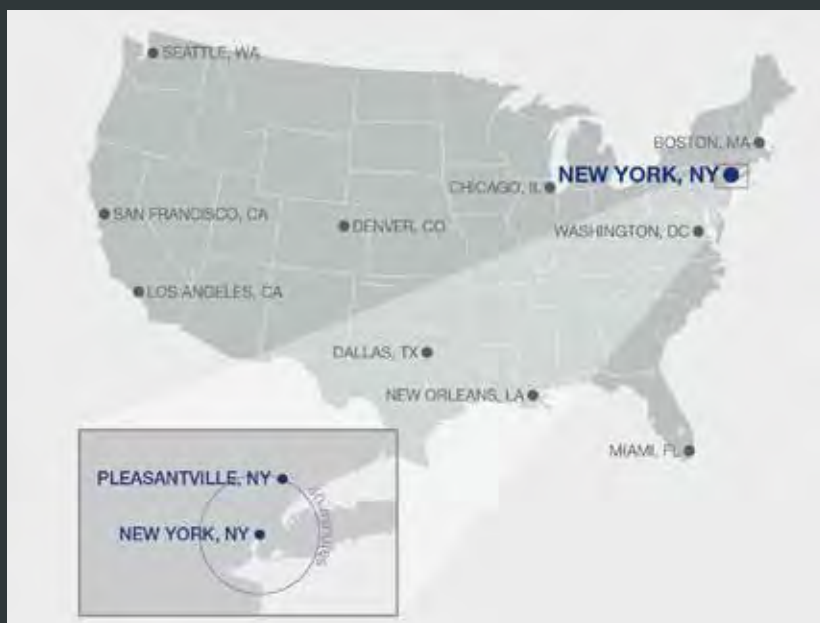 SEATTLE, WA
BOSTON, MA
NEW YORK, NY
CHICAGO, IL
SAN FRANCISCO, CA
DENVER, CO
WASHINGTON, DC
LOS ANGELES, CA
DALLAS, TX
NEW ORLEANS, LA
MIAMI, FL
PLEASANTVILLE, NY
NEW YORK, NY
minutes